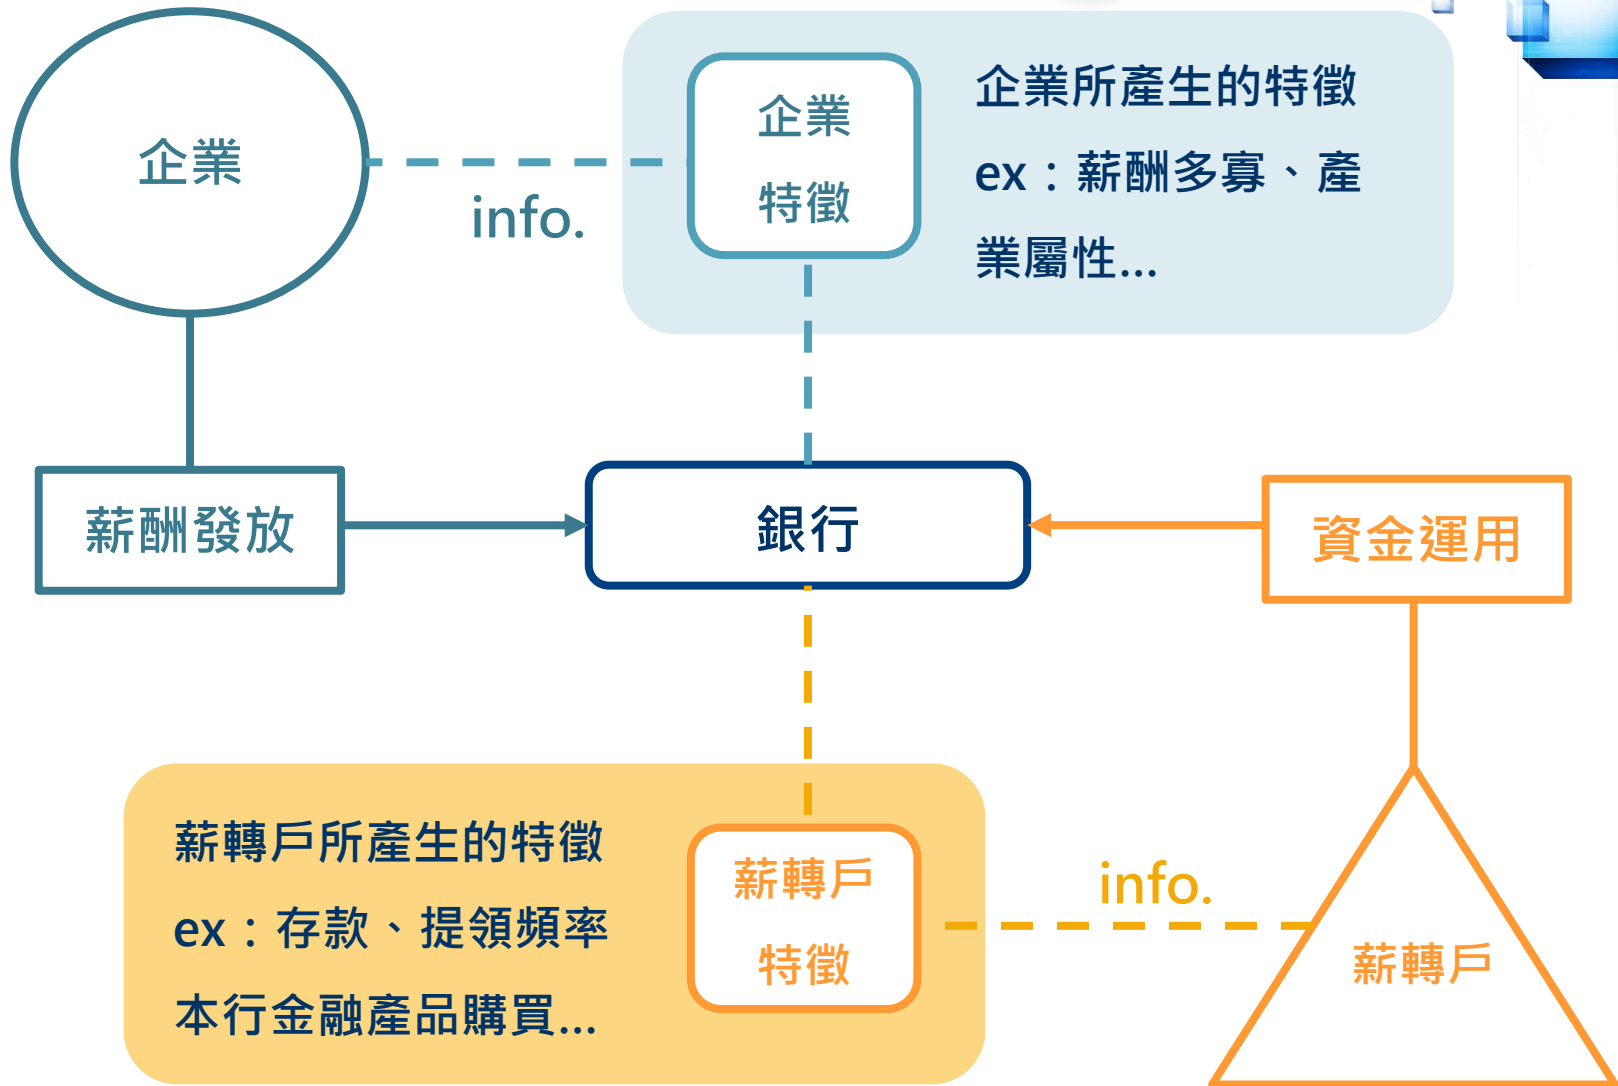 企業
info.
企業
特徵
企業所產生的特徵
ex：薪酬多寡、產
業屬性...
薪酬發放
銀行
資金運用
薪轉戶所產生的特徵
ex：存款、提領頻率
本行金融產品購買...
薪轉戶
特徵
info.
薪轉戶